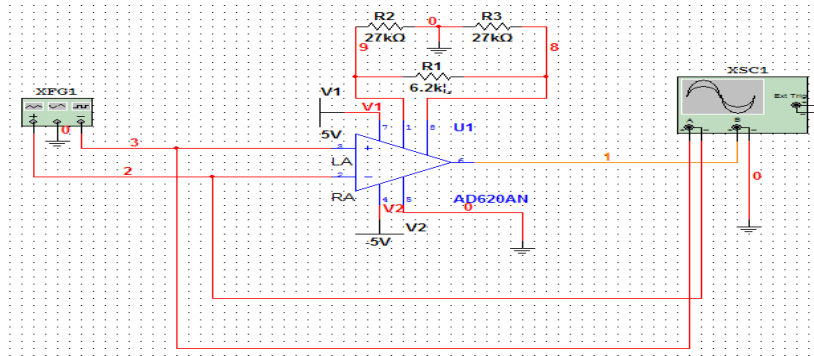 R2 0 R3
27kΩ 27kΩ
9 8
R1
6.2k
XFG1 V1 V1 XSC1
Ext Trig
+ 0 − 5V 7 1 8 U1 A B
3 3 + 1
LA 6
2 2 −
RA 4 5 AD620AN 0
V2 0
V2
-5V